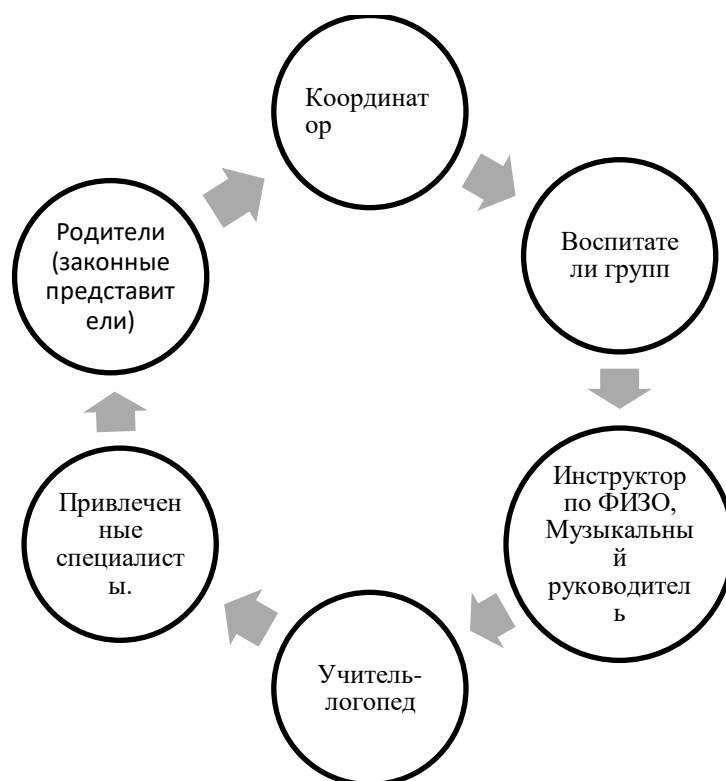 Координат
ор
Воспитате
ли групп
Инструктор
по ФИЗО,
Музыкальны
й
руководител
ь
Учитель-
логопед
Привлечен
ные
специалист
ы.
Родители
(законные
представит
ели)